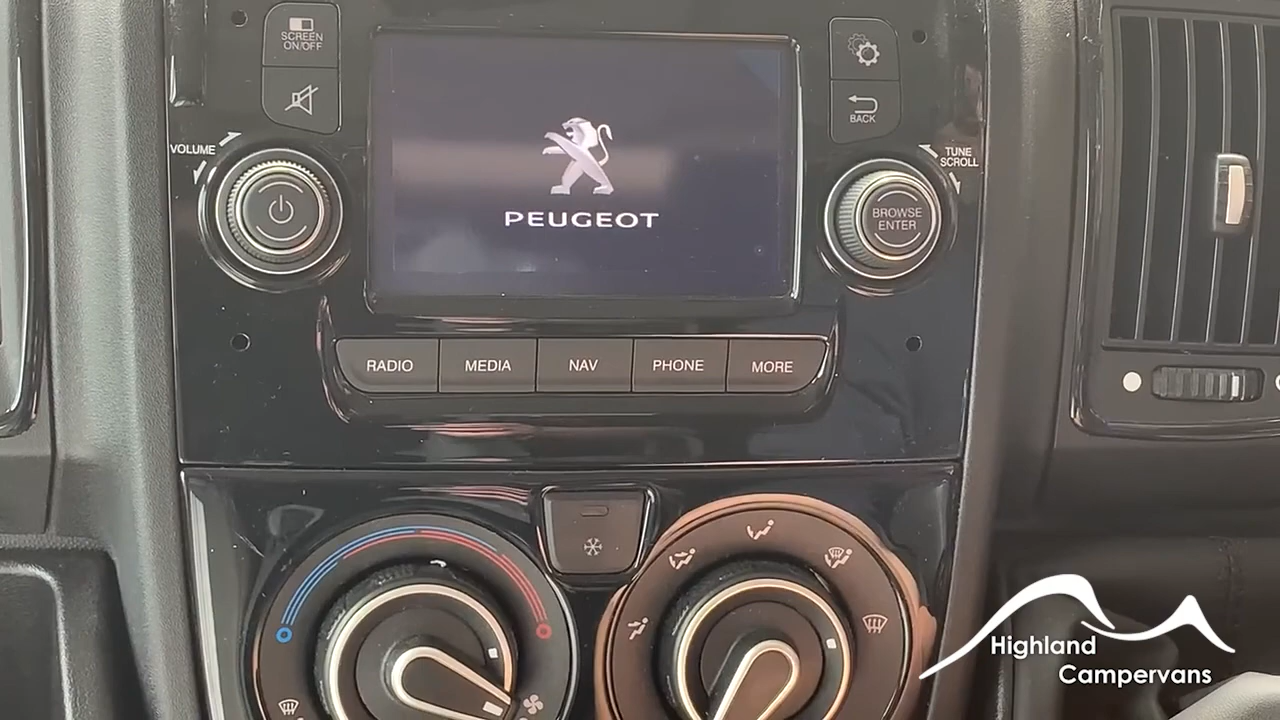 SCREEN
ON/OFF
VOLUME
PEUGEOT
BACK
TUNE
SCROLL
BROWSE
ENTER
RADIO
MEDIA
NAV
PHONE
MORE
Highland
Campervans